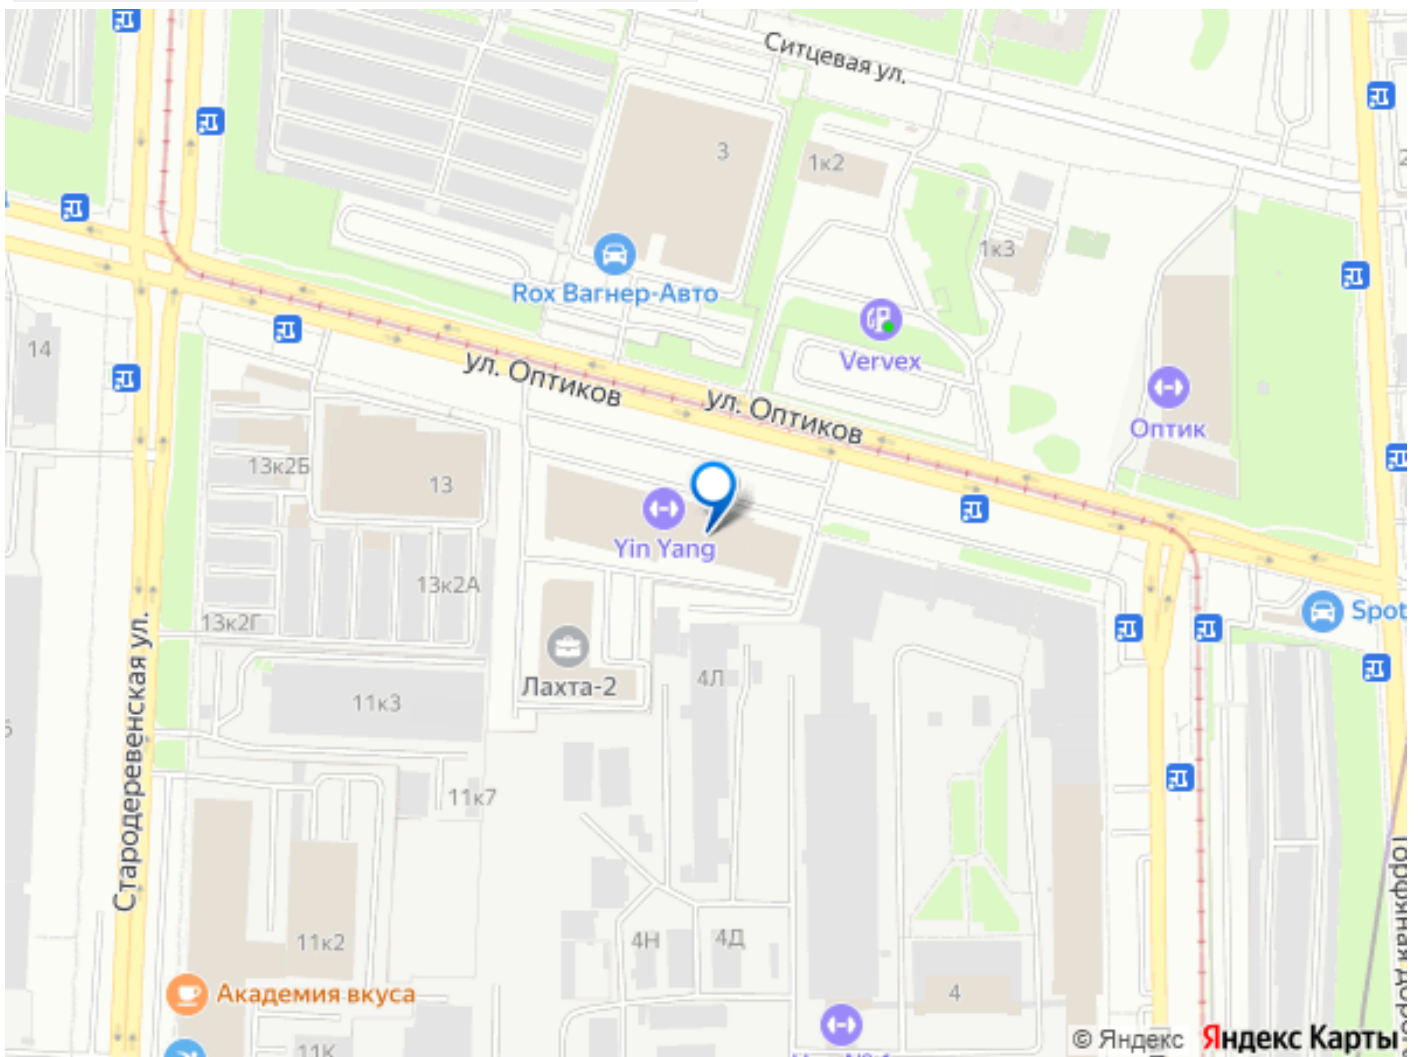 Ситцевая ул.
3
1к2
1к3
Rox Вагнер-Авто
Vervex
14
ул. Оптиков
ул. Оптиков
Оптик
13к2Б
13
Yin Yang
13к2А
13к2Г
Spot
Лахта-2
4Л
11к3
Стародеревенская ул.
11к7
11к2
4Н
4Д
Академия вкуса
4
11К
© Яндекс Яндекс Карты